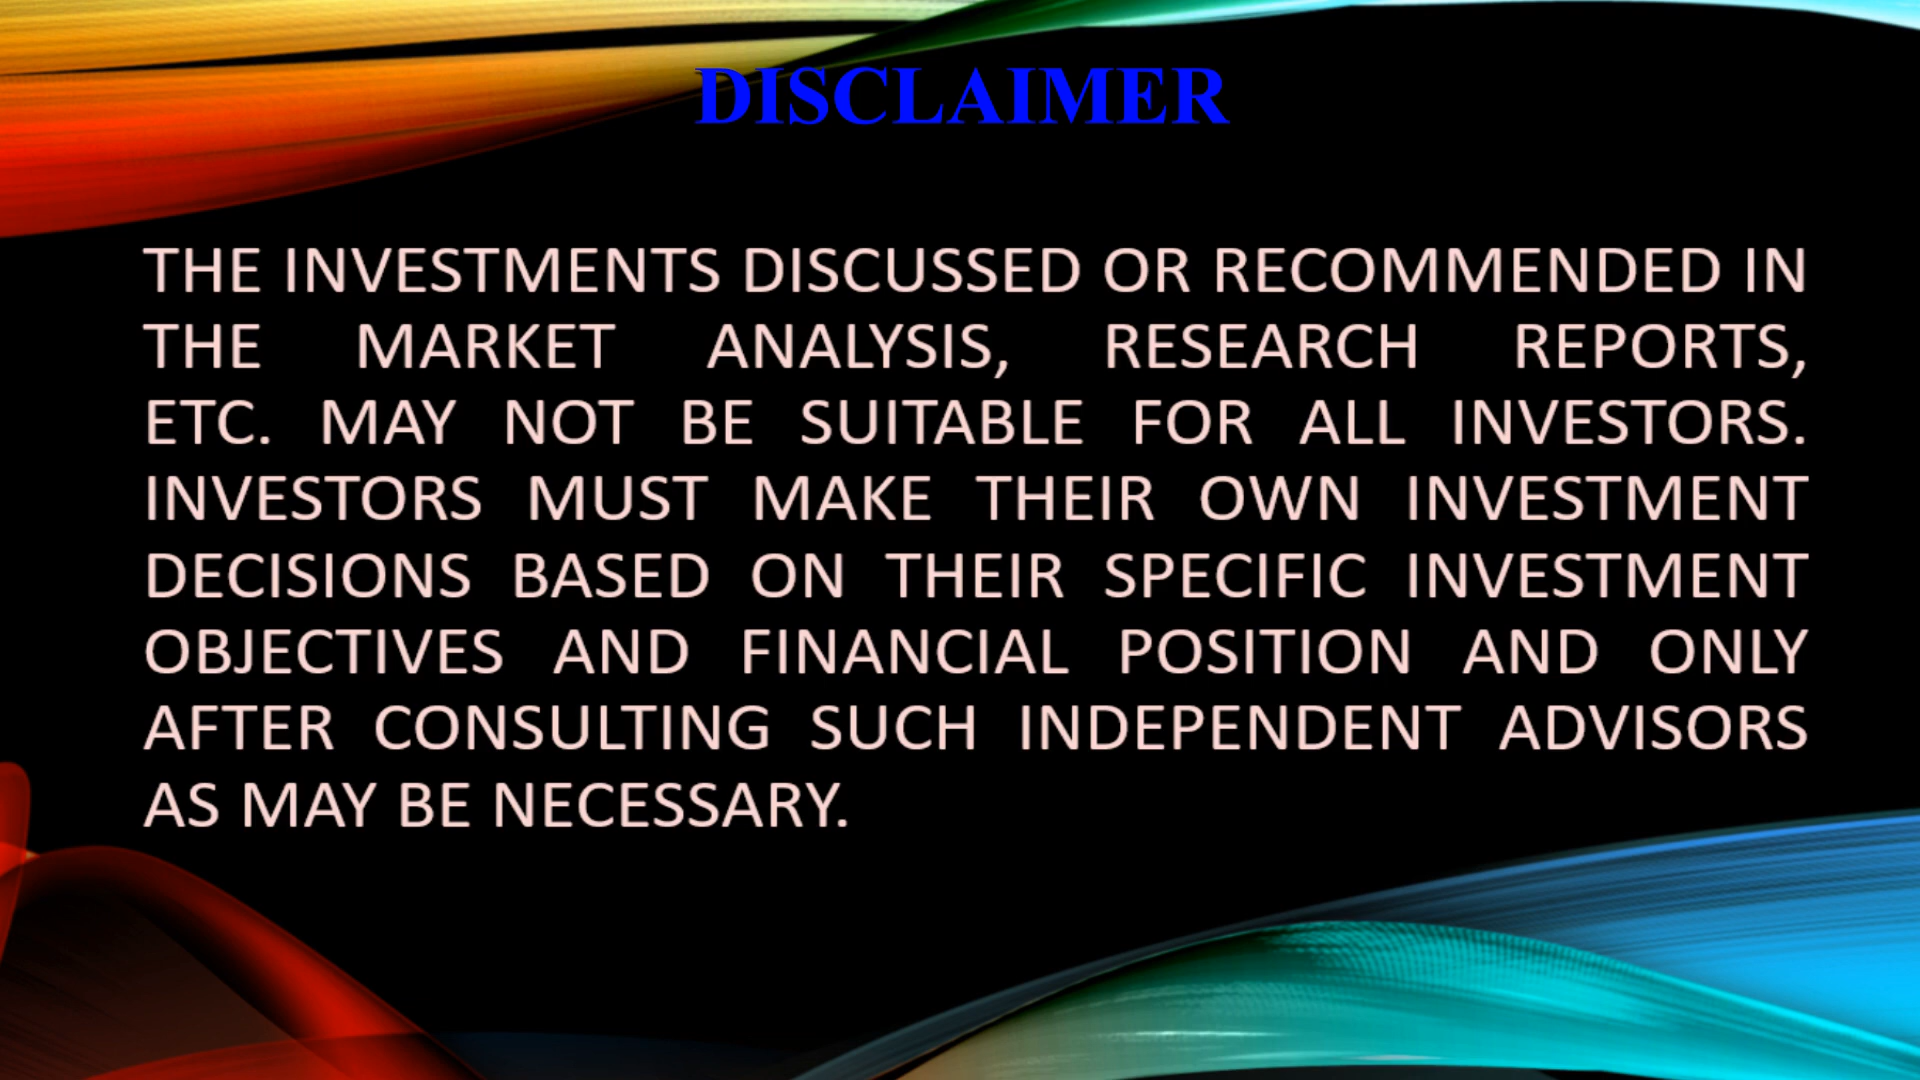 DISCLAIMER
THE INVESTMENTS DISCUSSED OR RECOMMENDED IN
THE MARKET ANALYSIS, RESEARCH REPORTS,
ETC. MAY NOT BE SUITABLE FOR ALL INVESTORS.
INVESTORS MUST MAKE THEIR OWN INVESTMENT
DECISIONS BASED ON THEIR SPECIFIC INVESTMENT
OBJECTIVES AND FINANCIAL POSITION AND ONLY
AFTER CONSULTING SUCH INDEPENDENT ADVISORS
AS MAY BE NECESSARY.